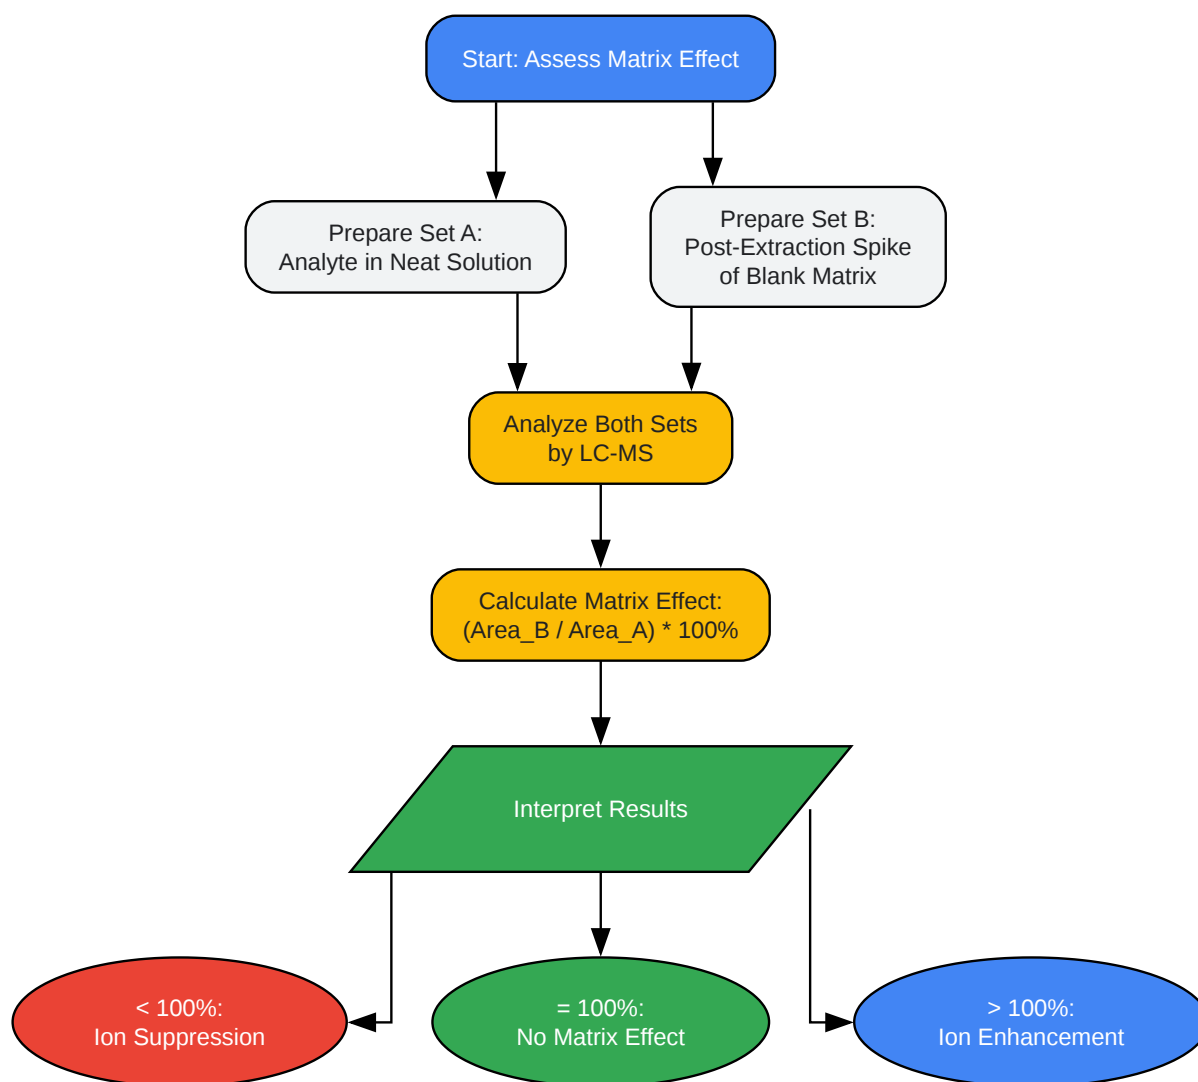 Start: Assess Matrix Effect
Prepare Set A:
Analyte in Neat Solution
Prepare Set B:
Post-Extraction Spike
of Blank Matrix
Analyze Both Sets
by LC-MS
Calculate Matrix Effect:
(Area_B / Area_A) * 100%
Interpret Results
< 100%:
Ion Suppression
= 100%:
No Matrix Effect
> 100%:
Ion Enhancement